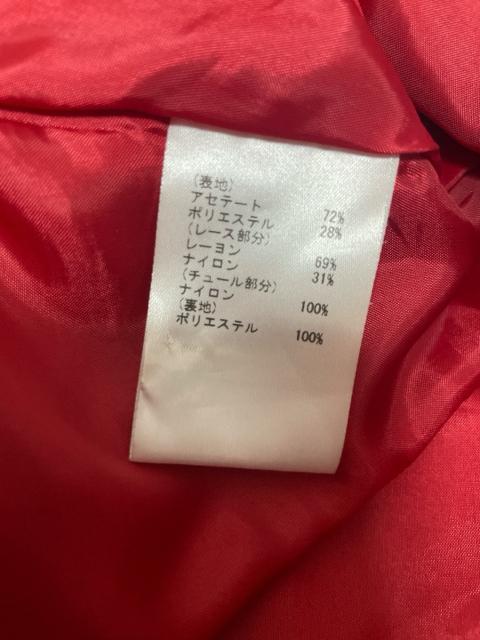 (表地)
アセテート 72%
ポリエステル 28%
(レース部分)
レーヨン 69%
ナイロン 31%
(チュール部分)
ナイロン 100%
(裏地)
ポリエステル 100%